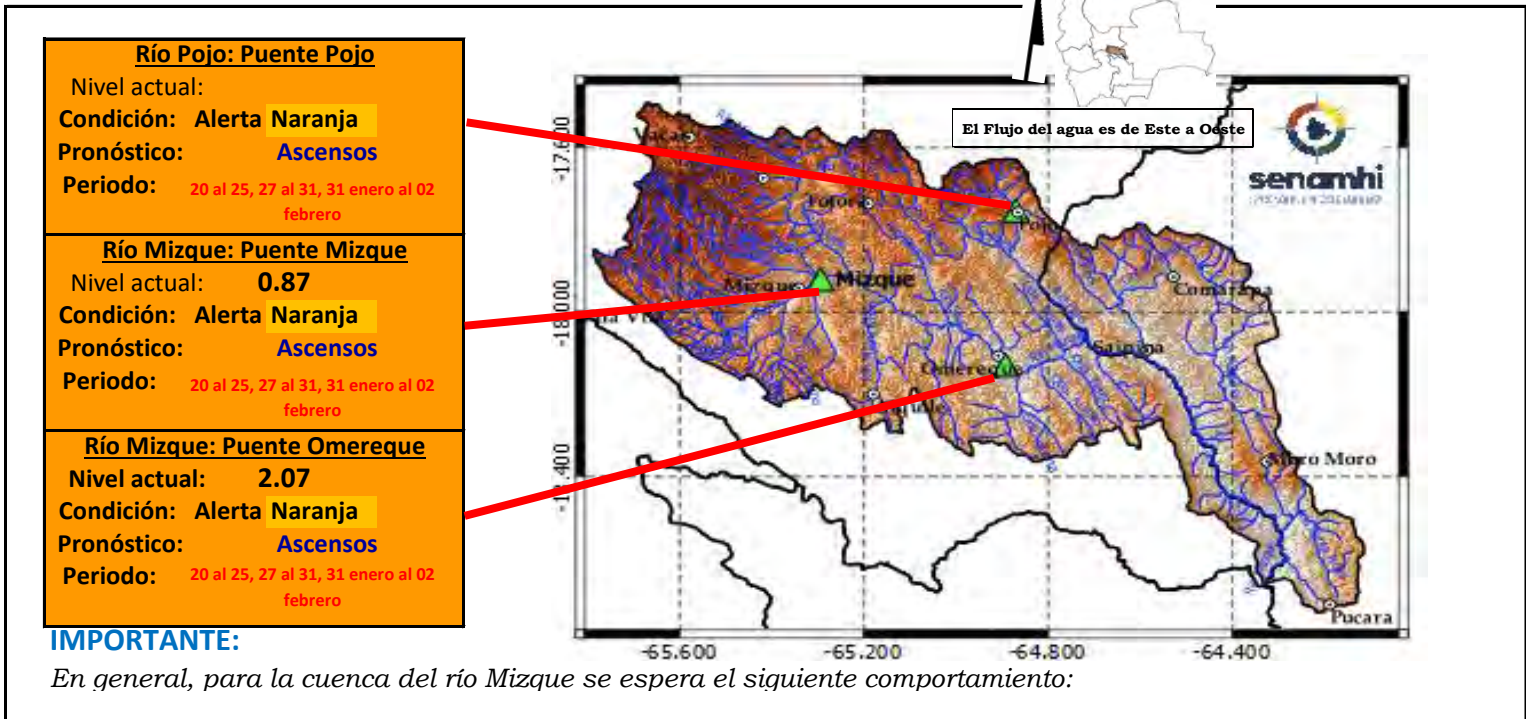 Río Pojo: Puente Pojo
Nivel actual:
Condición: Alerta Naranja
Pronóstico: Ascensos
Periodo: 20 al 25, 27 al 31, 31 enero al 02
febrero
Río Mizque: Puente Mizque
Nivel actual: 0.87
Condición: Alerta Naranja
Pronóstico: Ascensos
Periodo: 20 al 25, 27 al 31, 31 enero al 02
febrero
Río Mizque: Puente Omereque
Nivel actual: 2.07
Condición: Alerta Naranja
Pronóstico: Ascensos
Periodo: 20 al 25, 27 al 31, 31 enero al 02
febrero
El Flujo del agua es de Este a Oeste
senamhi
-17.600
Totora
Pojo
Mizque Mizque
Comarapa
Saipina
Omereque
Moro Moro
Pucara
-65.600 -65.200 -64.800 -64.400
IMPORTANTE:
En general, para la cuenca del río Mizque se espera el siguiente comportamiento: